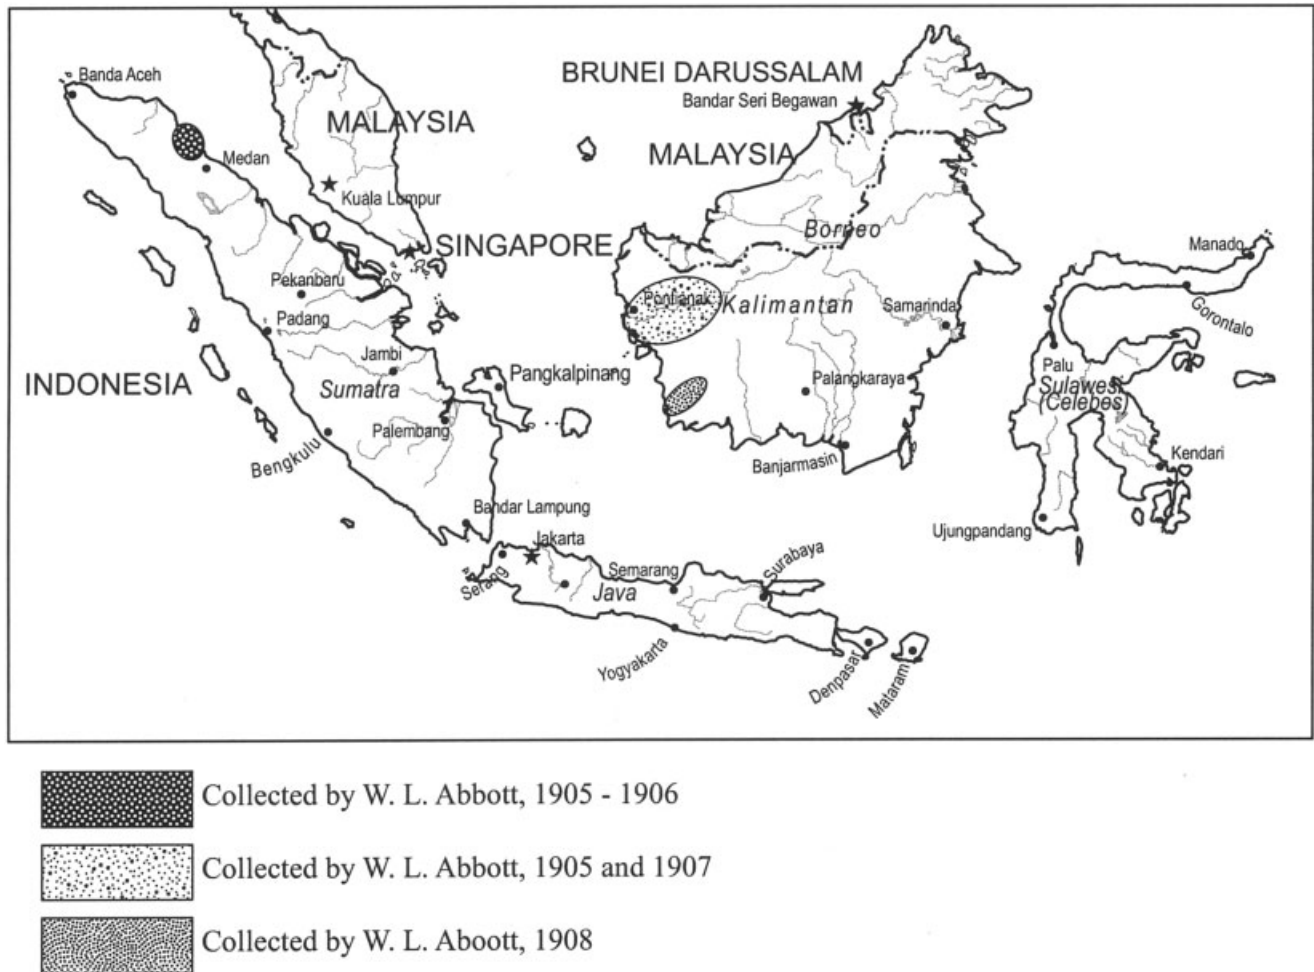 Banda Aceh
BRUNEI DARUSSALAM
Bandar Seri Begawan
MALAYSIA
MALAYSIA
Medan
Kuala Lumpur
Borneo
SINGAPORE
Manado
Pekanbaru
Pontianak
Kalimantan
Samarinda
Gorontalo
Padang
Jambi
Palu
INDONESIA
Sumatra
Pangkalpinang
Palangkaraya
Sulawesi
(Celebes)
Palembang
Bengkulu
Banjarmasin
Kendari
Bandar Lampung
Ujungpandang
Jakarta
Serang
Semarang
Surabaya
Java
Yogyakarta
Denpasar
Mataram
Collected by W. L. Abbott, 1905 - 1906
Collected by W. L. Abbott, 1905 and 1907
Collected by W. L. Aboott, 1908